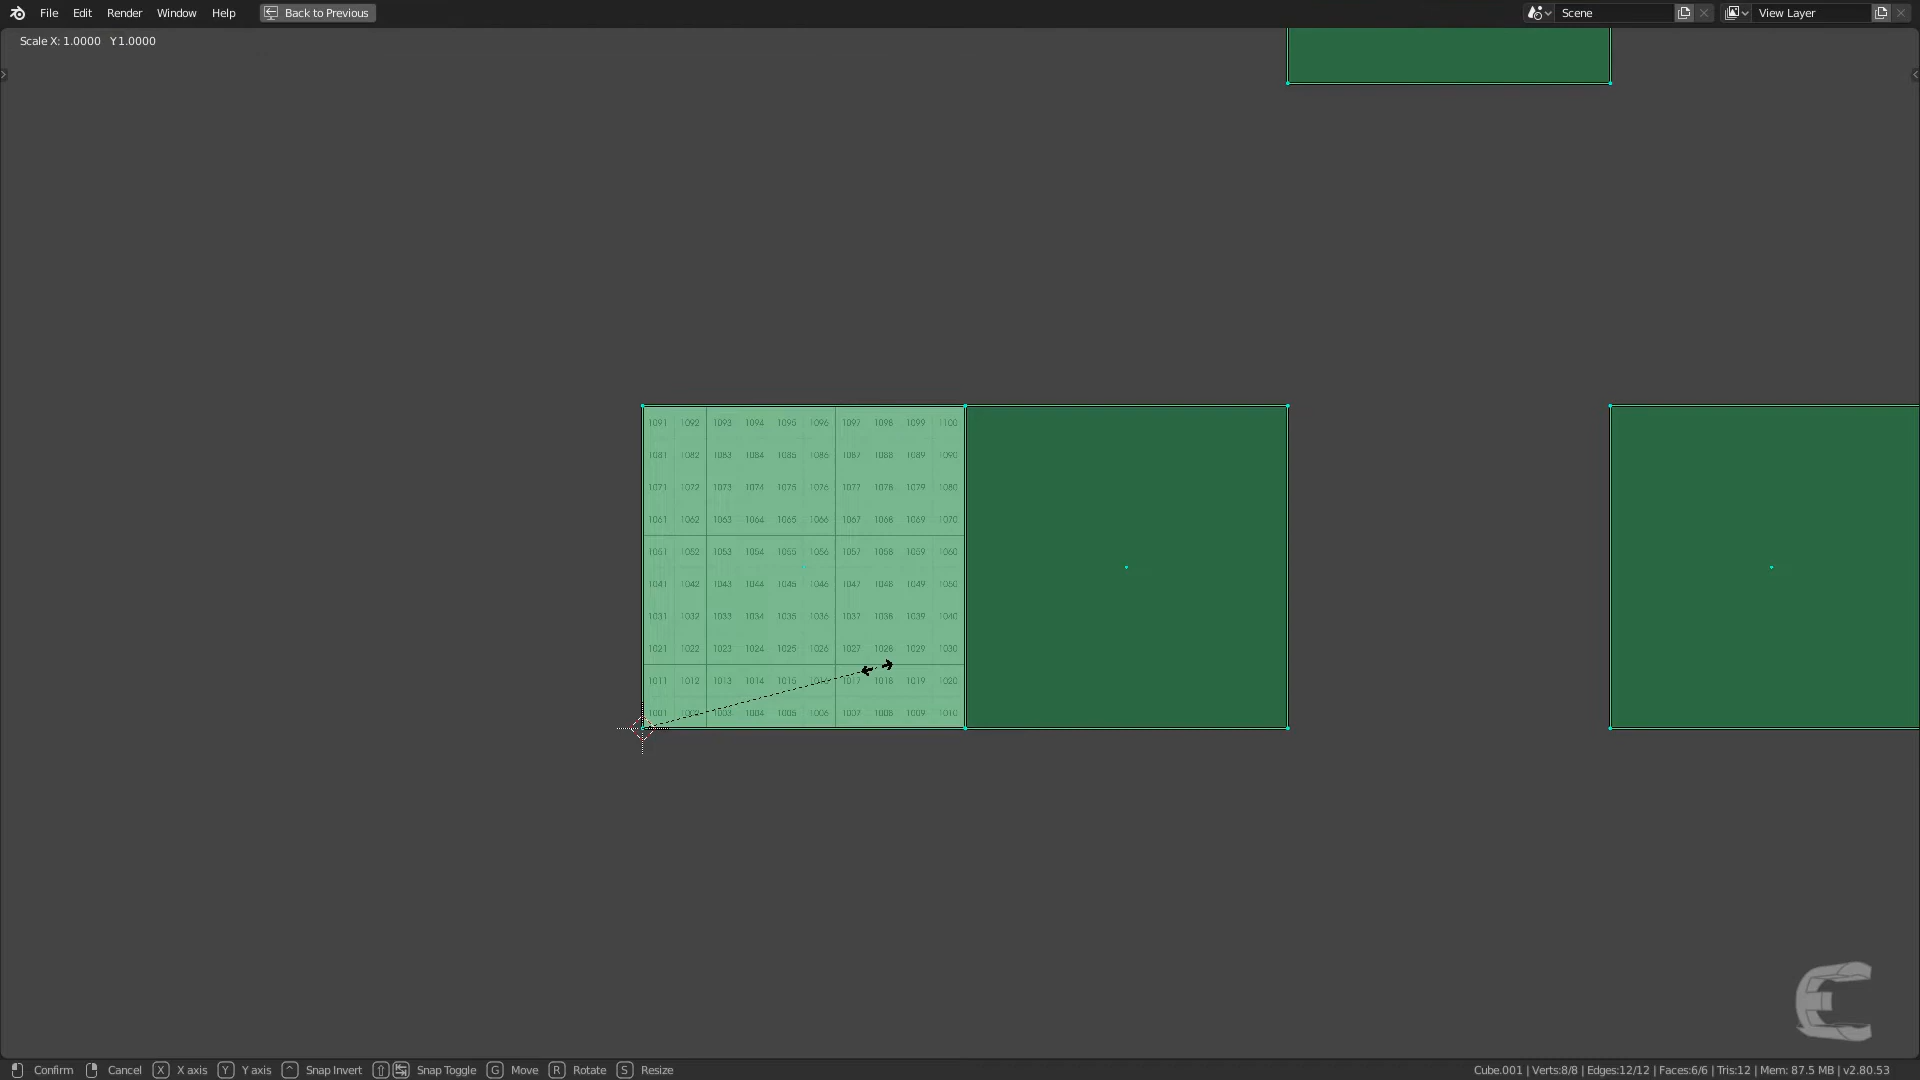 File Edit Render Window Help Back to Previous Scene View Layer
Scale X: 1.0000 Y 1.0000
1091 1092 1093 1094 1095 1096 1097 1098 1099 1100
1081 1082 1083 1084 1085 1086 1087 1088 1089 1090
1071 1072 1073 1074 1075 1076 1077 1078 1079 1080
1061 1062 1063 1064 1065 1066 1067 1068 1069 1070
1051 1052 1053 1054 1055 1056 1057 1058 1059 1060
1041 1042 1043 1044 1045 1046 1047 1048 1049 1050
1031 1032 1033 1034 1035 1036 1037 1038 1039 1040
1021 1022 1023 1024 1025 1026 1027 1028 1029 1030
1011 1012 1013 1014 1015 1016 1017 1018 1019 1020
1001 1002 1003 1004 1005 1006 1007 1008 1009 1010
Confirm Cancel X X axis Y Y axis ^ Snap Invert Snap Toggle G Move R Rotate S Resize Cube.001 | Verts:8/8 | Edges:12/12 | Faces:6/6 | Tris:12 | Mem: 87.5 MB | v2.80.53